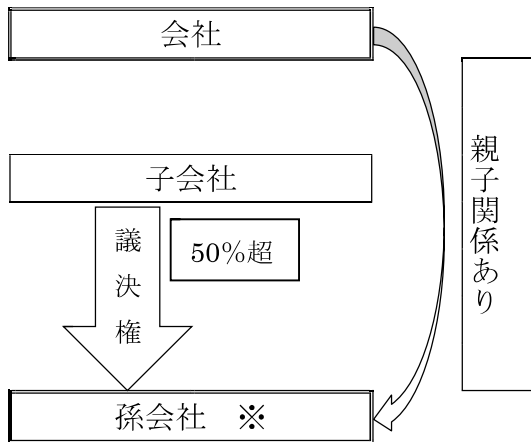 会社
子会社
議決権
50％超
親子関係あり
孫会社　※